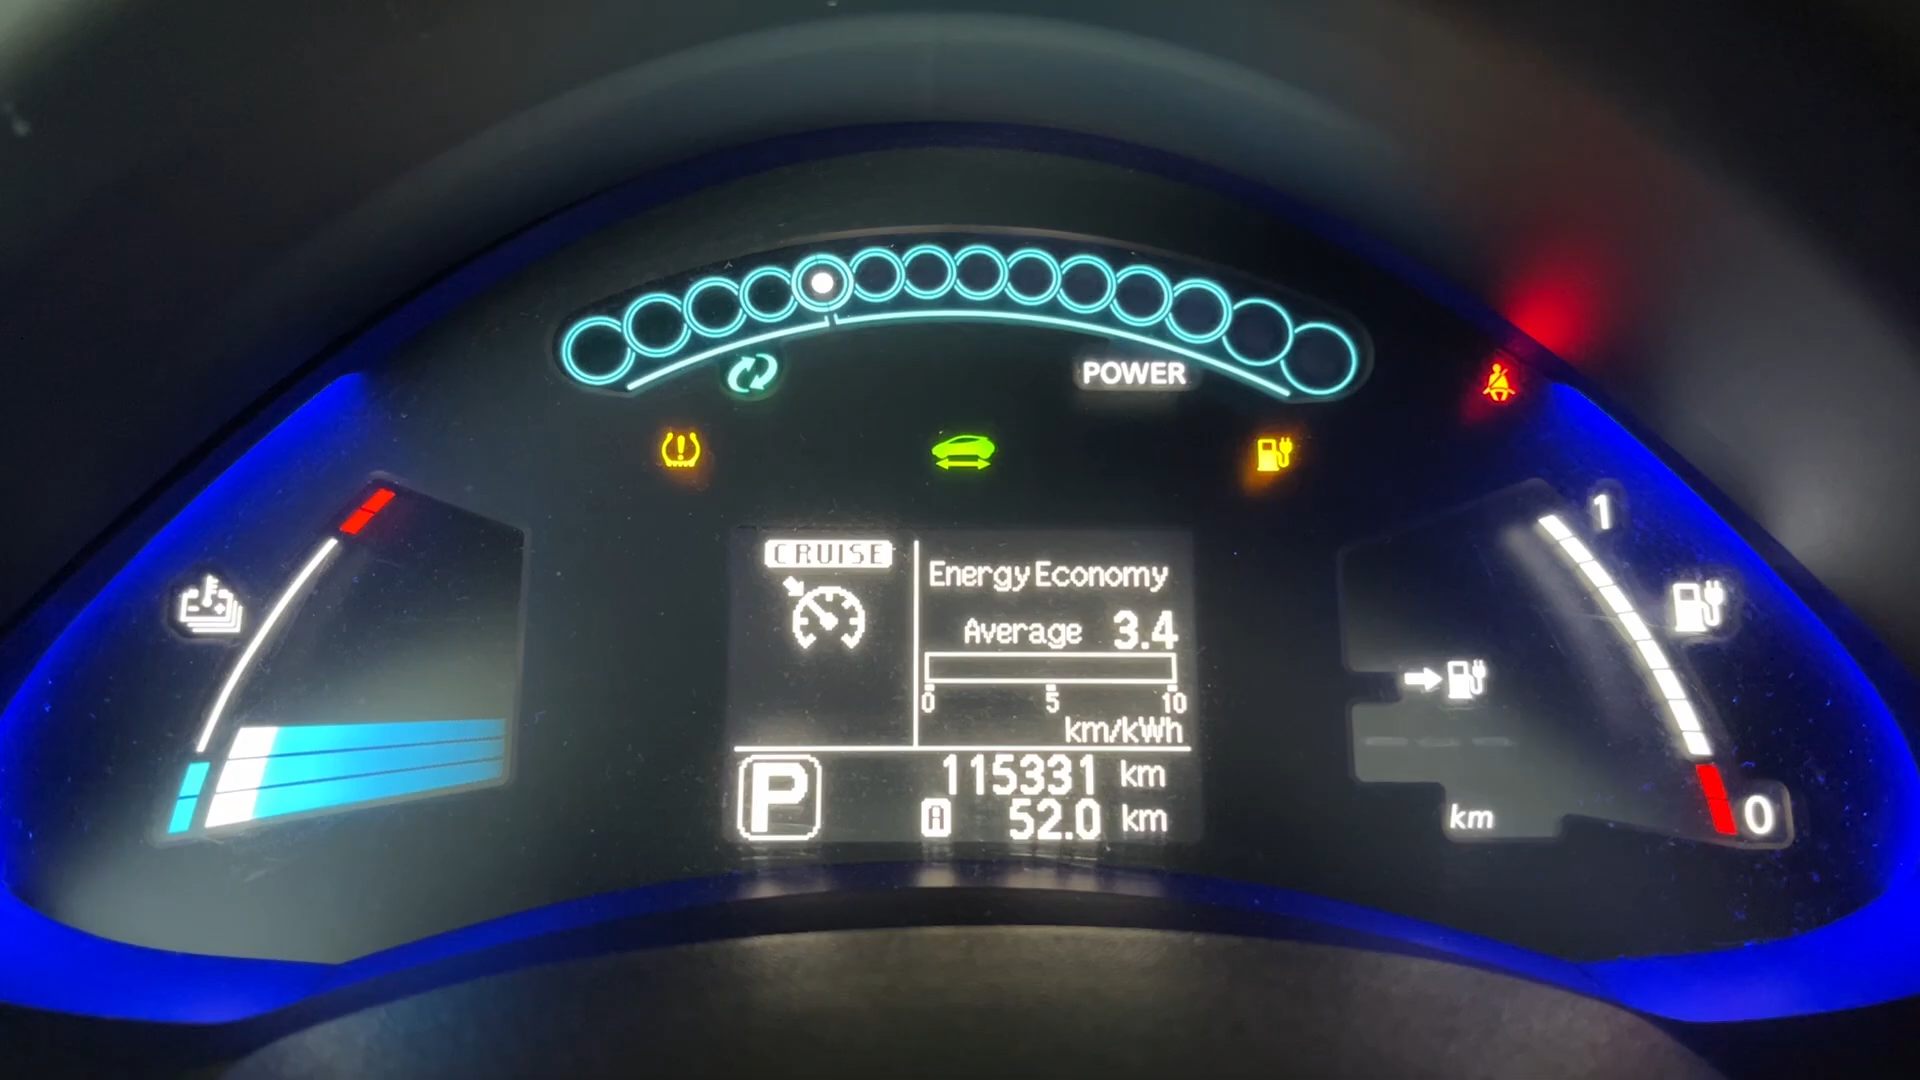 POWER
CRUISE
Energy Economy
Average 3.4
0 5 10
km/kWh
P
115331 km
A 52.0 km
1
---
km
0